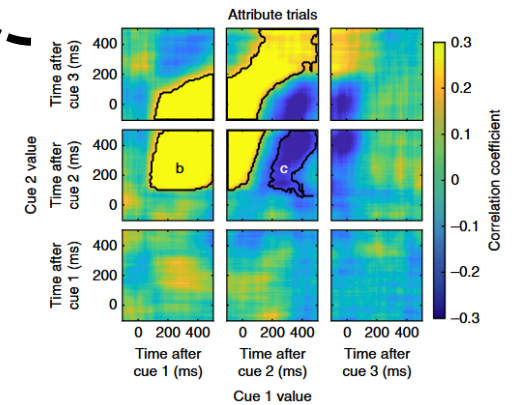 Attribute trials
Cue 2 value
Time after
cue 3 (ms)
400
200
0
Time after
cue 2 (ms)
400
200
0
b
c
Time after
cue 1 (ms)
400
200
0
0 200 400
0 200 400
0 200 400
Time after
cue 1 (ms)
Time after
cue 2 (ms)
Time after
cue 3 (ms)
Cue 1 value
0.3
0.2
0.1
0
−0.1
−0.2
−0.3
Correlation coefficient